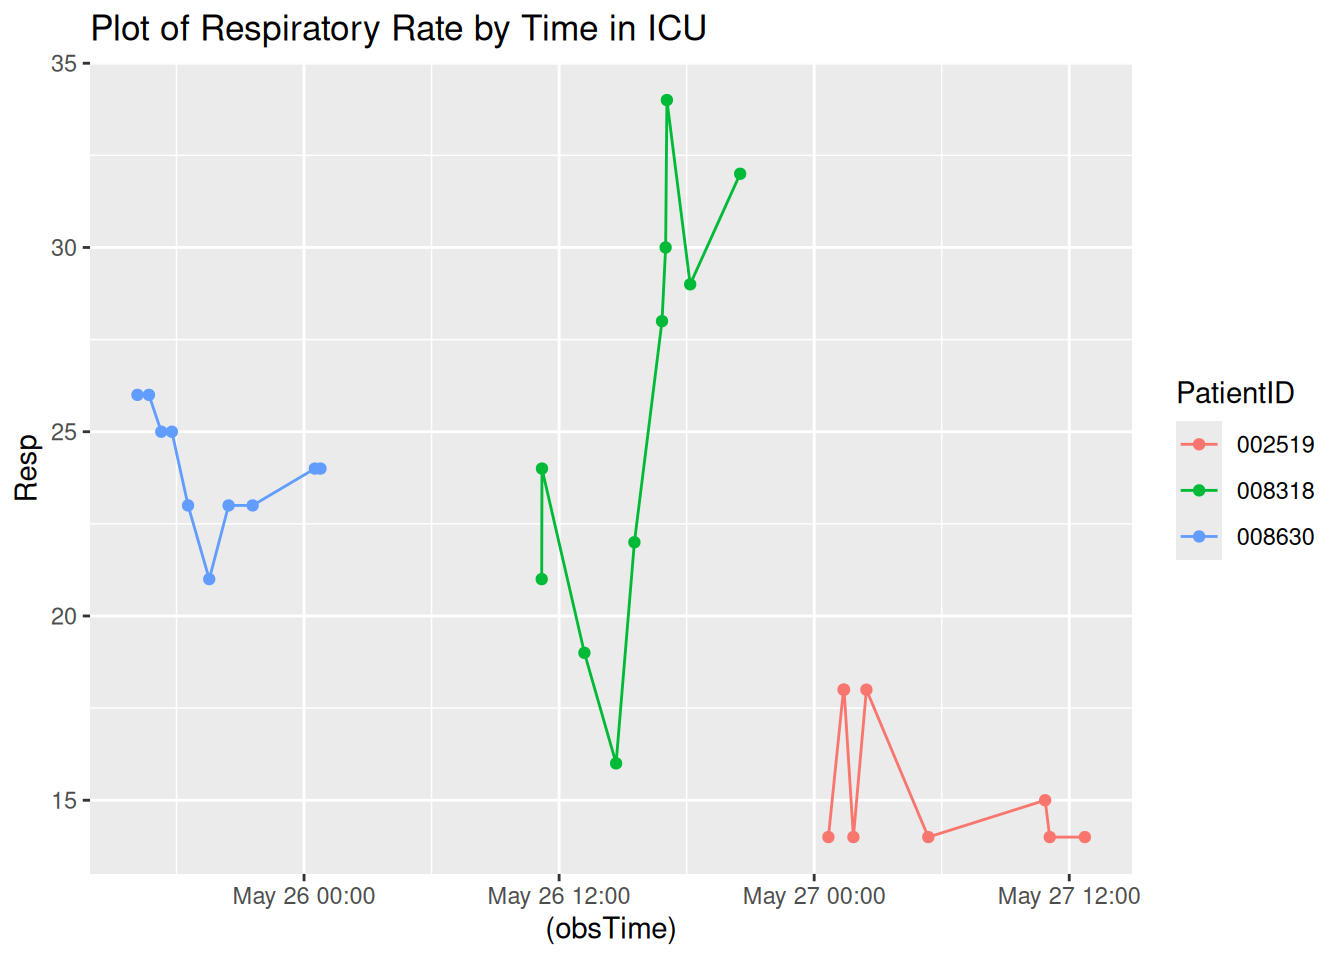 Plot of Respiratory Rate by Time in ICU
35
30
25
20
15
Resp
May 26 00:00
May 26 12:00
May 27 00:00
May 27 12:00
(obsTime)
PatientID
002519
008318
008630